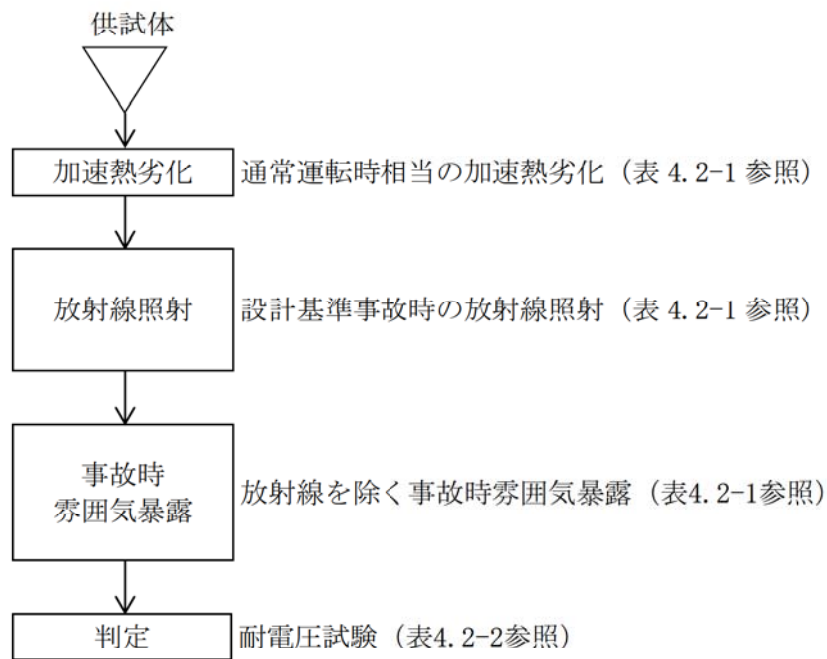 供試体
加速熱劣化 通常運転時相当の加速熱劣化（表 4.2-1 参照）
放射線照射 設計基準事故時の放射線照射（表 4.2-1 参照）
事故時
雰囲気暴露 放射線を除く事故時雰囲気暴露（表4.2-1参照）
判定 耐電圧試験（表4.2-2参照）